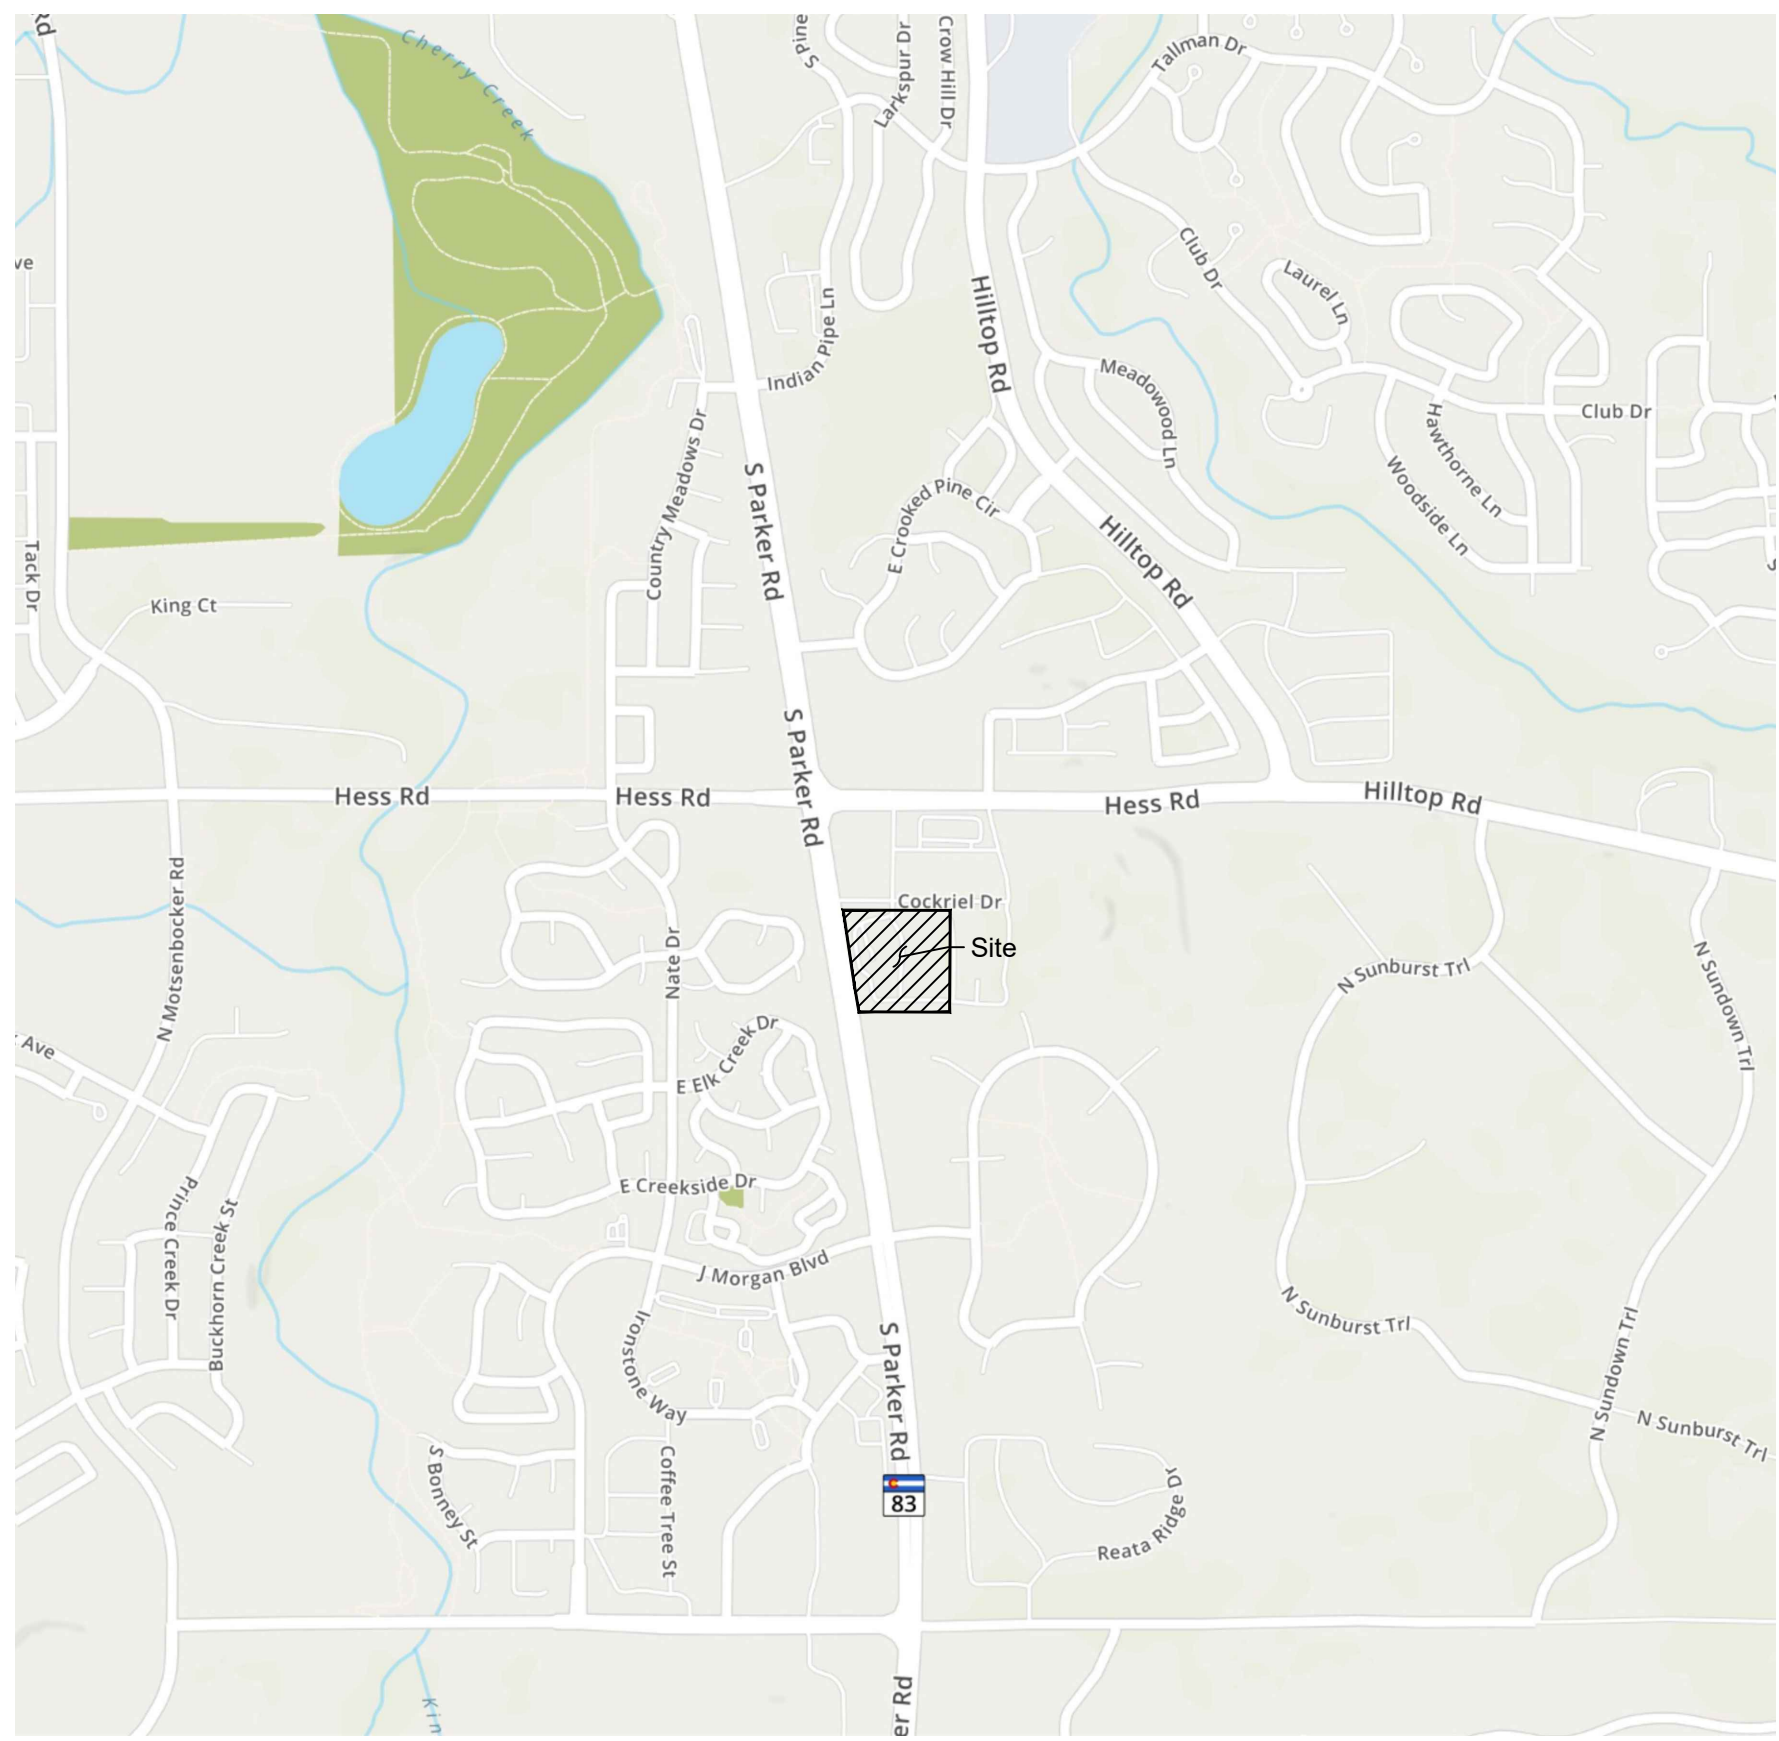 Rd
Cherry Creek
S Pine
Larkspur Dr
Crow Hill Dr
Tallman Dr
ve
Club Dr
Laurel Ln
Hilltop Rd
Indian Pipe Ln
Meadowood Ln
Club Dr
Hawthorne Ln
Woodside Ln
Country Meadows Dr
S Parker Rd
E Crooked Pine Cir
Hilltop Rd
Tack Dr
King Ct
S Parker Rd
Hess Rd
Hess Rd
Hess Rd
Hilltop Rd
Cockriel Dr
Site
N Motsenbocker Rd
Nate Dr
N Sunburst Trl
N Sundown Trl
Ave
E Elk Creek Dr
E Creekside Dr
Prince Creek Dr
Buckhorn Creek St
J Morgan Blvd
Ironstone Way
S Parker Rd
N Sunburst Trl
N Sundown Trl
N Sunburst Trl
S Bonney St
Coffee Tree St
83
Reata Ridge Dr
Kin
er Rd